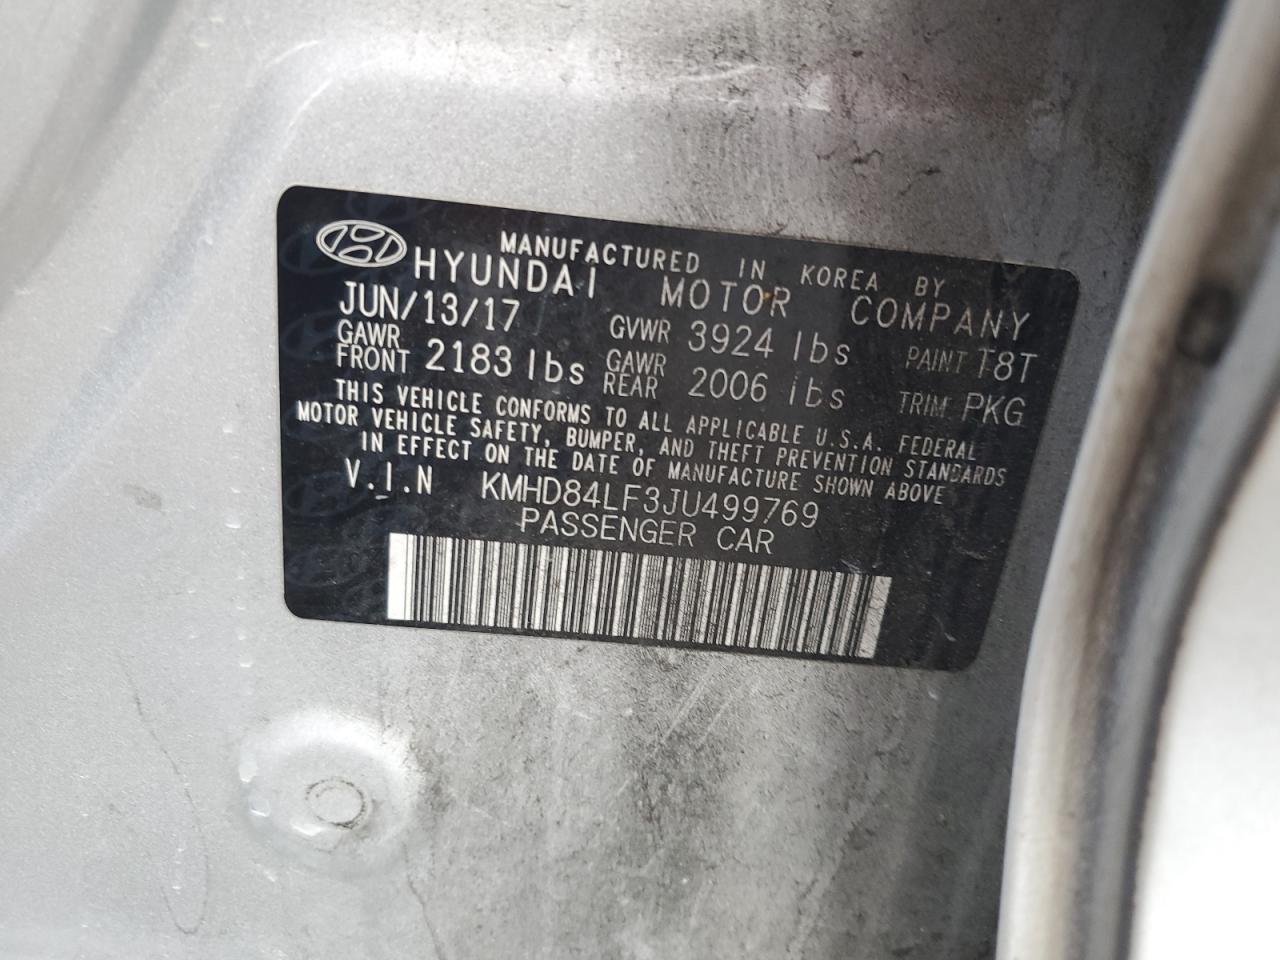 MANUFACTURED IN KOREA BY
HYUNDAI MOTOR COMPANY
JUN/13/17 GVWR 3924 lbs PAINT T8T
GAWR FRONT 2183 lbs GAWR REAR 2006 lbs TRIM PKG
THIS VEHICLE CONFORMS TO ALL APPLICABLE U.S.A. FEDERAL
MOTOR VEHICLE SAFETY, BUMPER, AND THEFT PREVENTION STANDARDS
IN EFFECT ON THE DATE OF MANUFACTURE SHOWN ABOVE
V.I.N KMHD84LF3JU499769
PASSENGER CAR